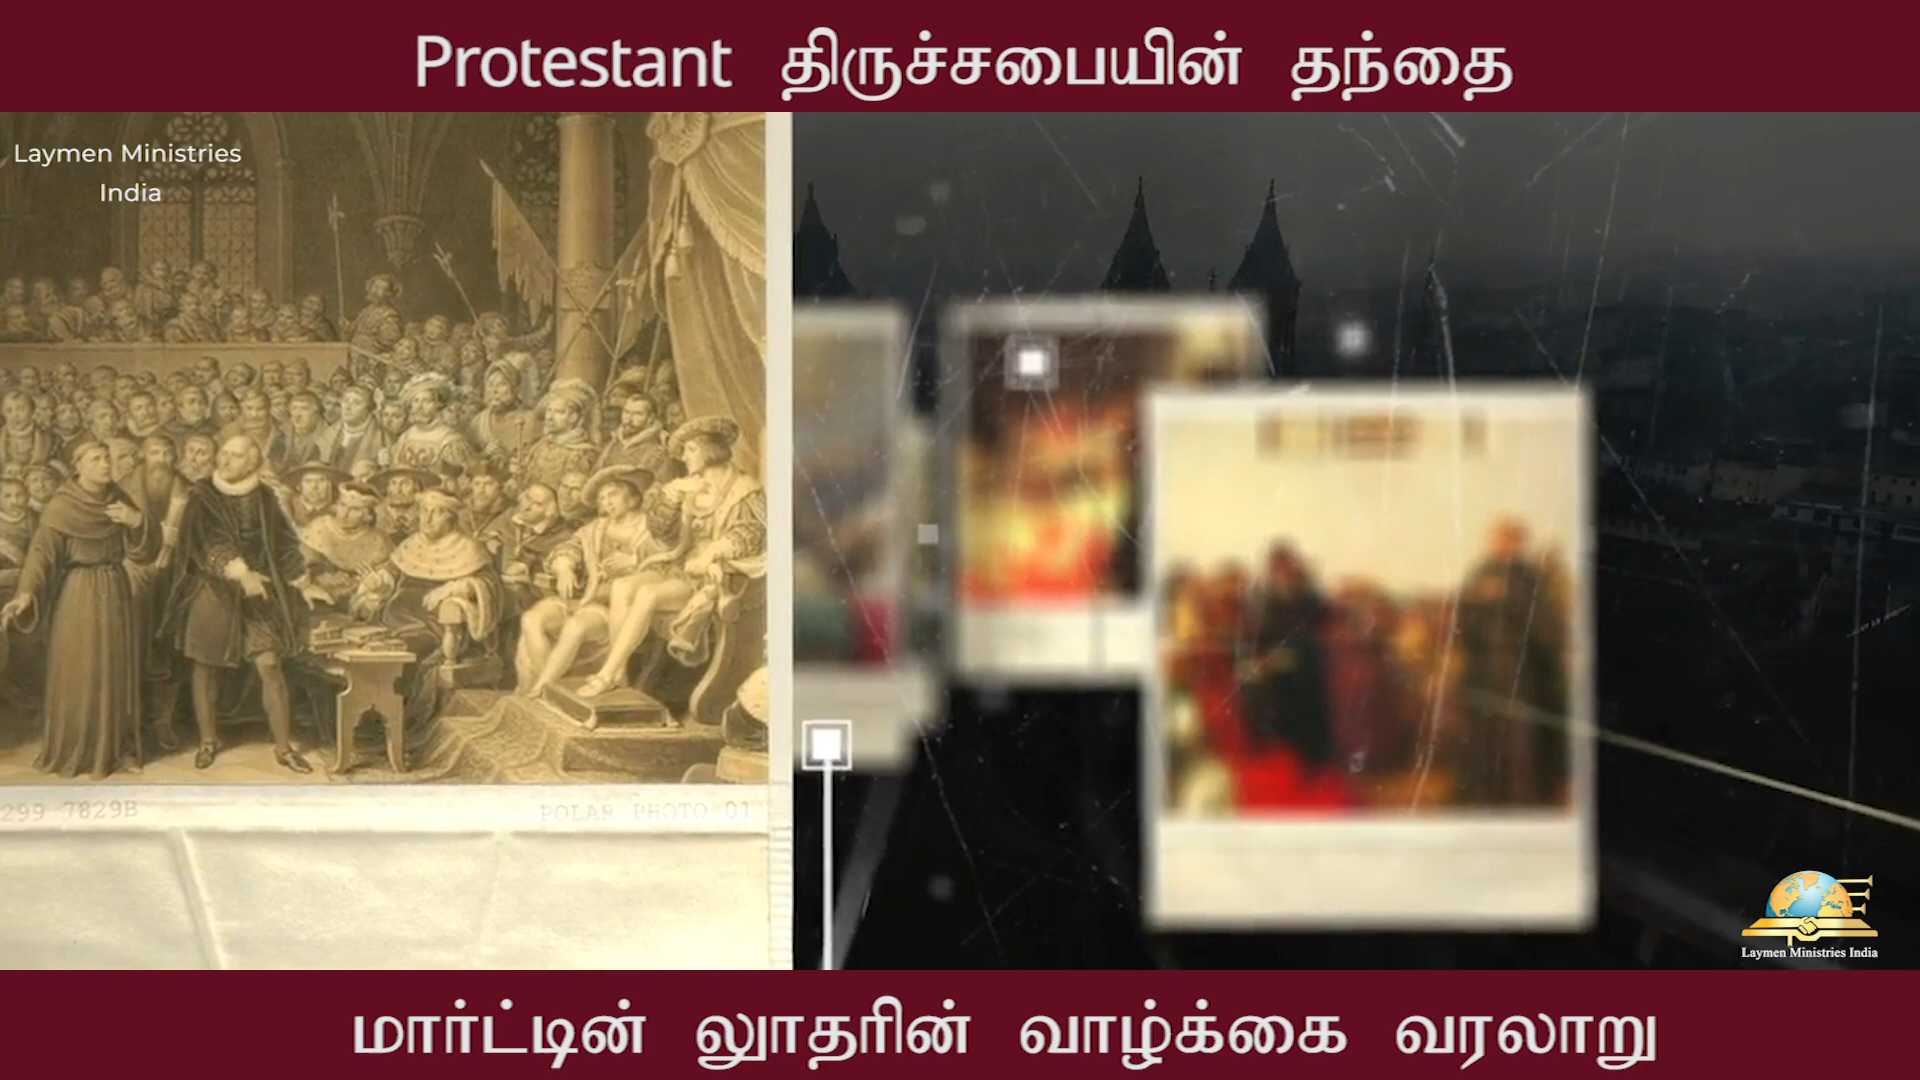 Protestant திருச்சபையின் தந்தை
Laymen Ministries
India
299 7829B
POLAR PHOTO 01
Laymen Ministries India
மார்ட்டின் லூதரின் வாழ்க்கை வரலாறு